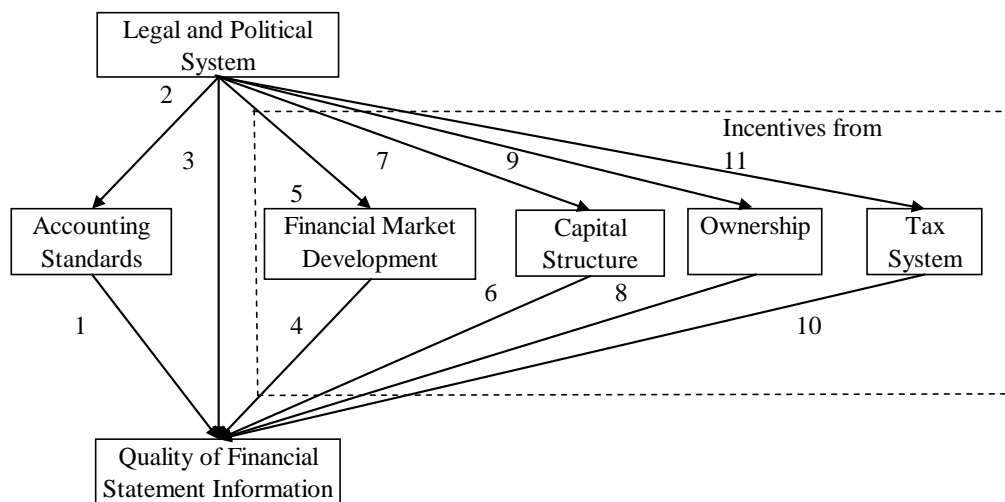 Legal and Political
System
2
Incentives from
3
7
9
11
5
Accounting
Standards
Financial Market
Development
Capital
Structure
Ownership
Tax
System
1
4
6
8
10
Quality of Financial
Statement Information